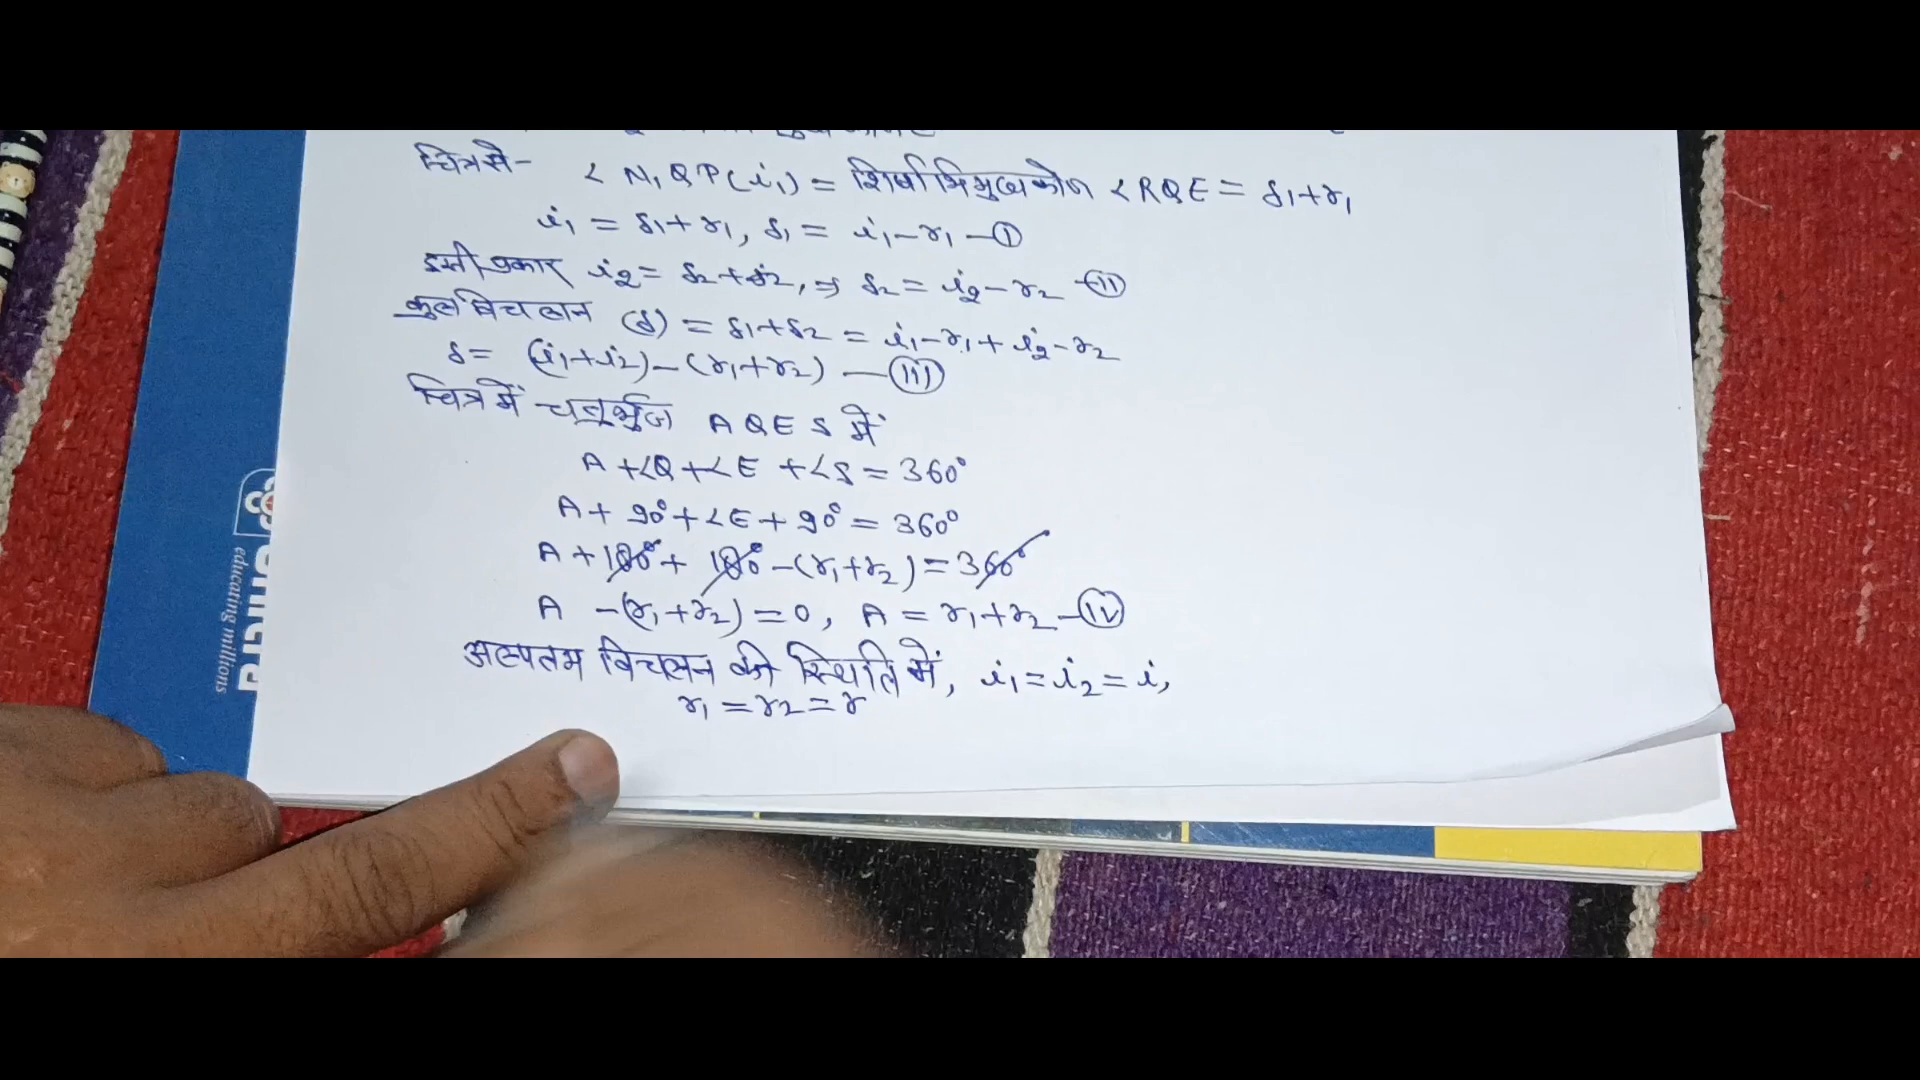 चित्र से- ∠N₁QP(i₁) = शिर्षाभिमुख कोण ∠RQE = δ₁+r₁
i₁ = δ₁+r₁, δ₁ = i₁-r₁ -(I)
इसी प्रकार i₂ = δ₂+r₂, ⇒ δ₂ = i₂-r₂ -(II)
कुल विचलन (δ) = δ₁+δ₂ = i₁-r₁+i₂-r₂
δ = (i₁+i₂)-(r₁+r₂) -(III)
चित्र में चतुर्भुज AQES में
A+∠Q+∠E+∠S = 360°
A+90°+∠E+90° = 360°
A+180°+180°-(r₁+r₂) = 360°
A -(r₁+r₂) = 0, A = r₁+r₂ -(IV)
अल्पतम विचलन की स्थिति में, i₁ = i₂ = i,
r₁ = r₂ = r
educating millions